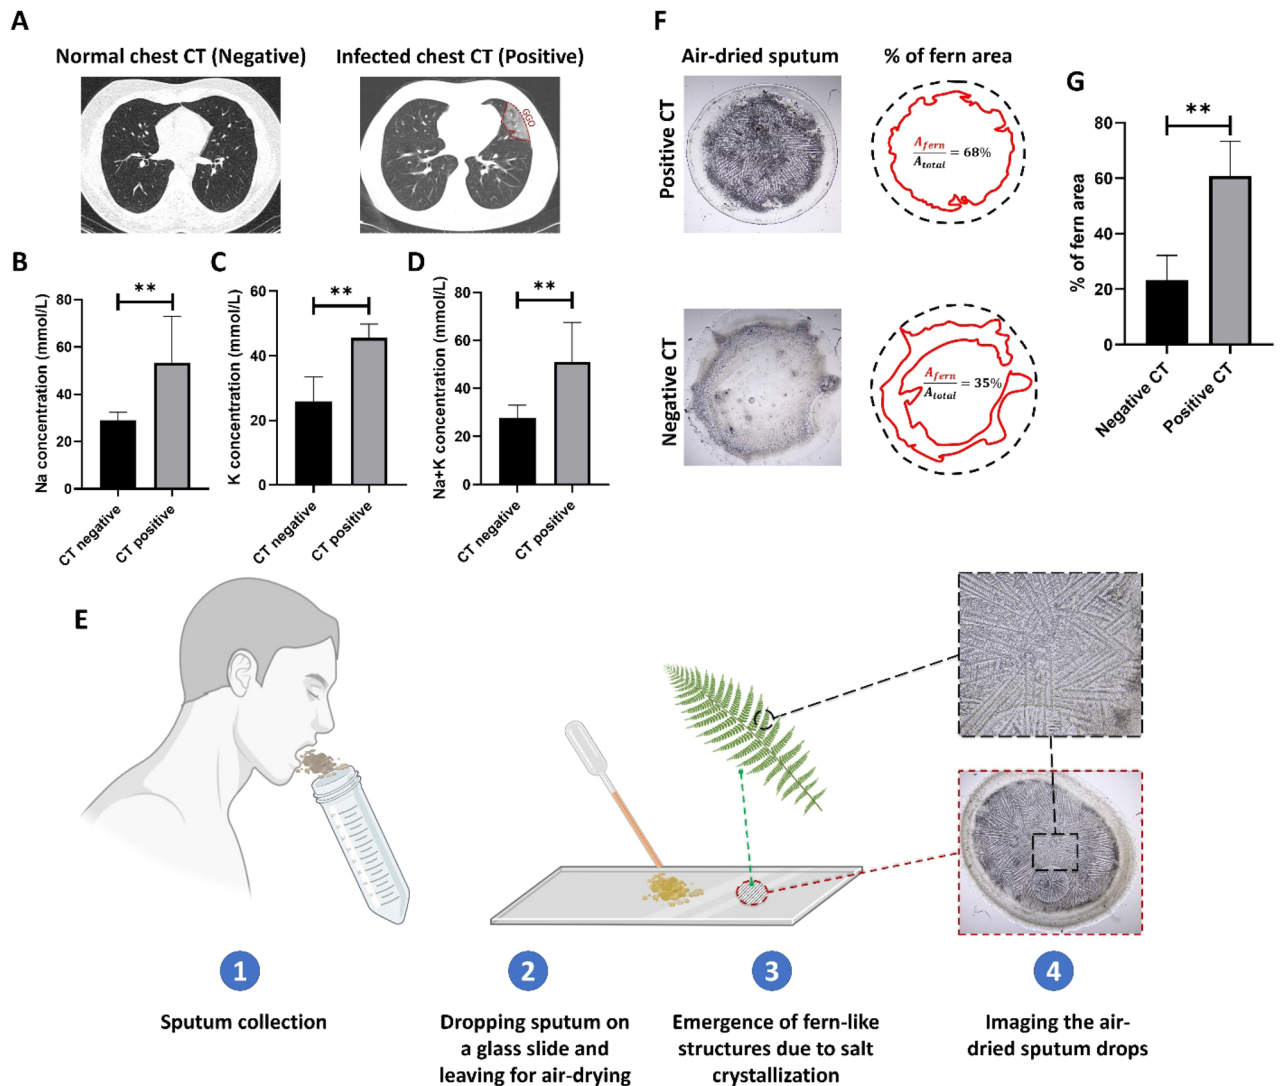 A
Normal chest CT (Negative)
Infected chest CT (Positive)
GGO
B
Na concentration (mmol/L)
80
60
40
20
0
**
CT negative
CT positive
C
K concentration (mmol/L)
60
40
20
0
**
CT negative
CT positive
D
Na+K concentration (mmol/L)
80
60
40
20
0
**
CT negative
CT positive
F
Air-dried sputum
% of fern area
Positive CT
A_fern
A_total
= 68%
Negative CT
A_fern
A_total
= 35%
G
% of fern area
80
60
40
20
0
**
Negative CT
Positive CT
E
1
Sputum collection
2
Dropping sputum on
a glass slide and
leaving for air-drying
3
Emergence of fern-like
structures due to salt
crystallization
4
Imaging the air-
dried sputum drops